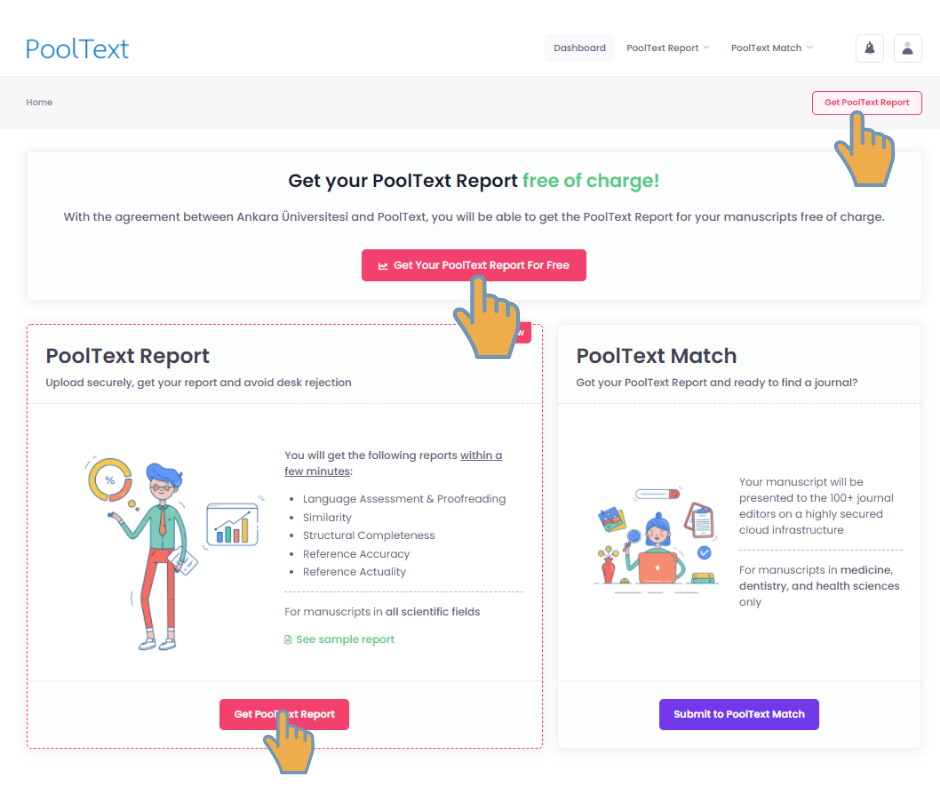 PoolText
Dashboard
PoolText Report
PoolText Match
Home
Get PoolText Report
Get your PoolText Report free of charge!
With the agreement between Ankara Üniversitesi and PoolText, you will be able to get the PoolText Report for your manuscripts free of charge.
Get Your PoolText Report For Free
PoolText Report
Upload securely, get your report and avoid desk rejection
%
You will get the following reports within a
few minutes:
Language Assessment & Proofreading
Similarity
Structural Completeness
Reference Accuracy
Reference Actuality
For manuscripts in all scientific fields
See sample report
Get PoolText Report
PoolText Match
Got your PoolText Report and ready to find a journal?
Your manuscript will be
presented to the 100+ journal
editors on a highly secured
cloud infrastructure
For manuscripts in medicine,
dentistry, and health sciences
only
Submit to PoolText Match